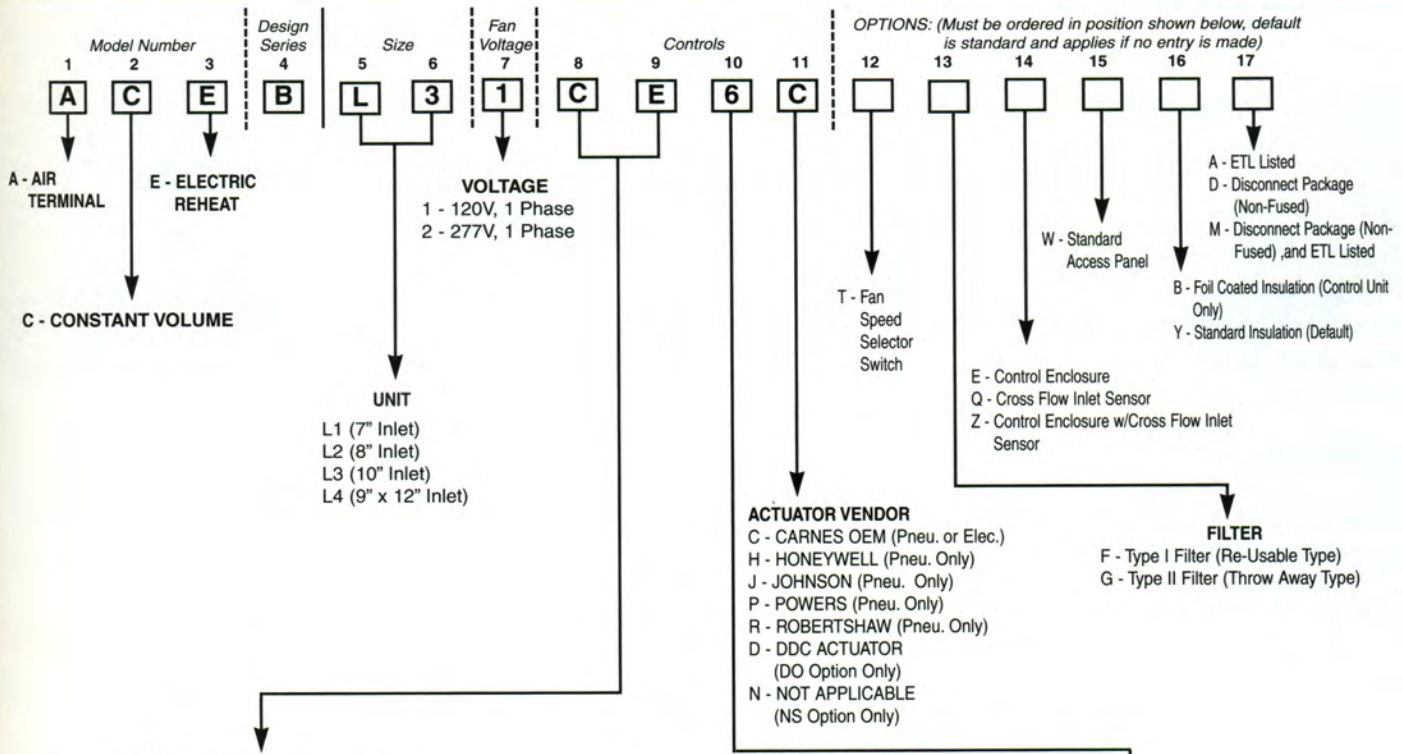 Model Number
Design
Series
Size
Fan
Voltage
Controls
OPTIONS: (Must be ordered in position shown below, default
is standard and applies if no entry is made)
1 2 3 4 5 6 7 8 9 10 11 12 13 14 15 16 17
A C E B L 3 1 C E 6 C
A - AIR
TERMINAL
E - ELECTRIC
REHEAT
C - CONSTANT VOLUME
VOLTAGE
1 - 120V, 1 Phase
2 - 277V, 1 Phase
UNIT
L1 (7" Inlet)
L2 (8" Inlet)
L3 (10" Inlet)
L4 (9" x 12" Inlet)
ACTUATOR VENDOR
C - CARNES OEM (Pneu. or Elec.)
H - HONEYWELL (Pneu. Only)
J - JOHNSON (Pneu. Only)
P - POWERS (Pneu. Only)
R - ROBERTSHAW (Pneu. Only)
D - DDC ACTUATOR
(DO Option Only)
N - NOT APPLICABLE
(NS Option Only)
T - Fan
Speed
Selector
Switch
FILTER
F - Type I Filter (Re-Usable Type)
G - Type II Filter (Throw Away Type)
E - Control Enclosure
Q - Cross Flow Inlet Sensor
Z - Control Enclosure w/Cross Flow Inlet
Sensor
W - Standard
Access Panel
B - Foil Coated Insulation (Control Unit
Only)
Y - Standard Insulation (Default)
A - ETL Listed
D - Disconnect Package
(Non-Fused)
M - Disconnect Package (Non-
Fused) ,and ETL Listed